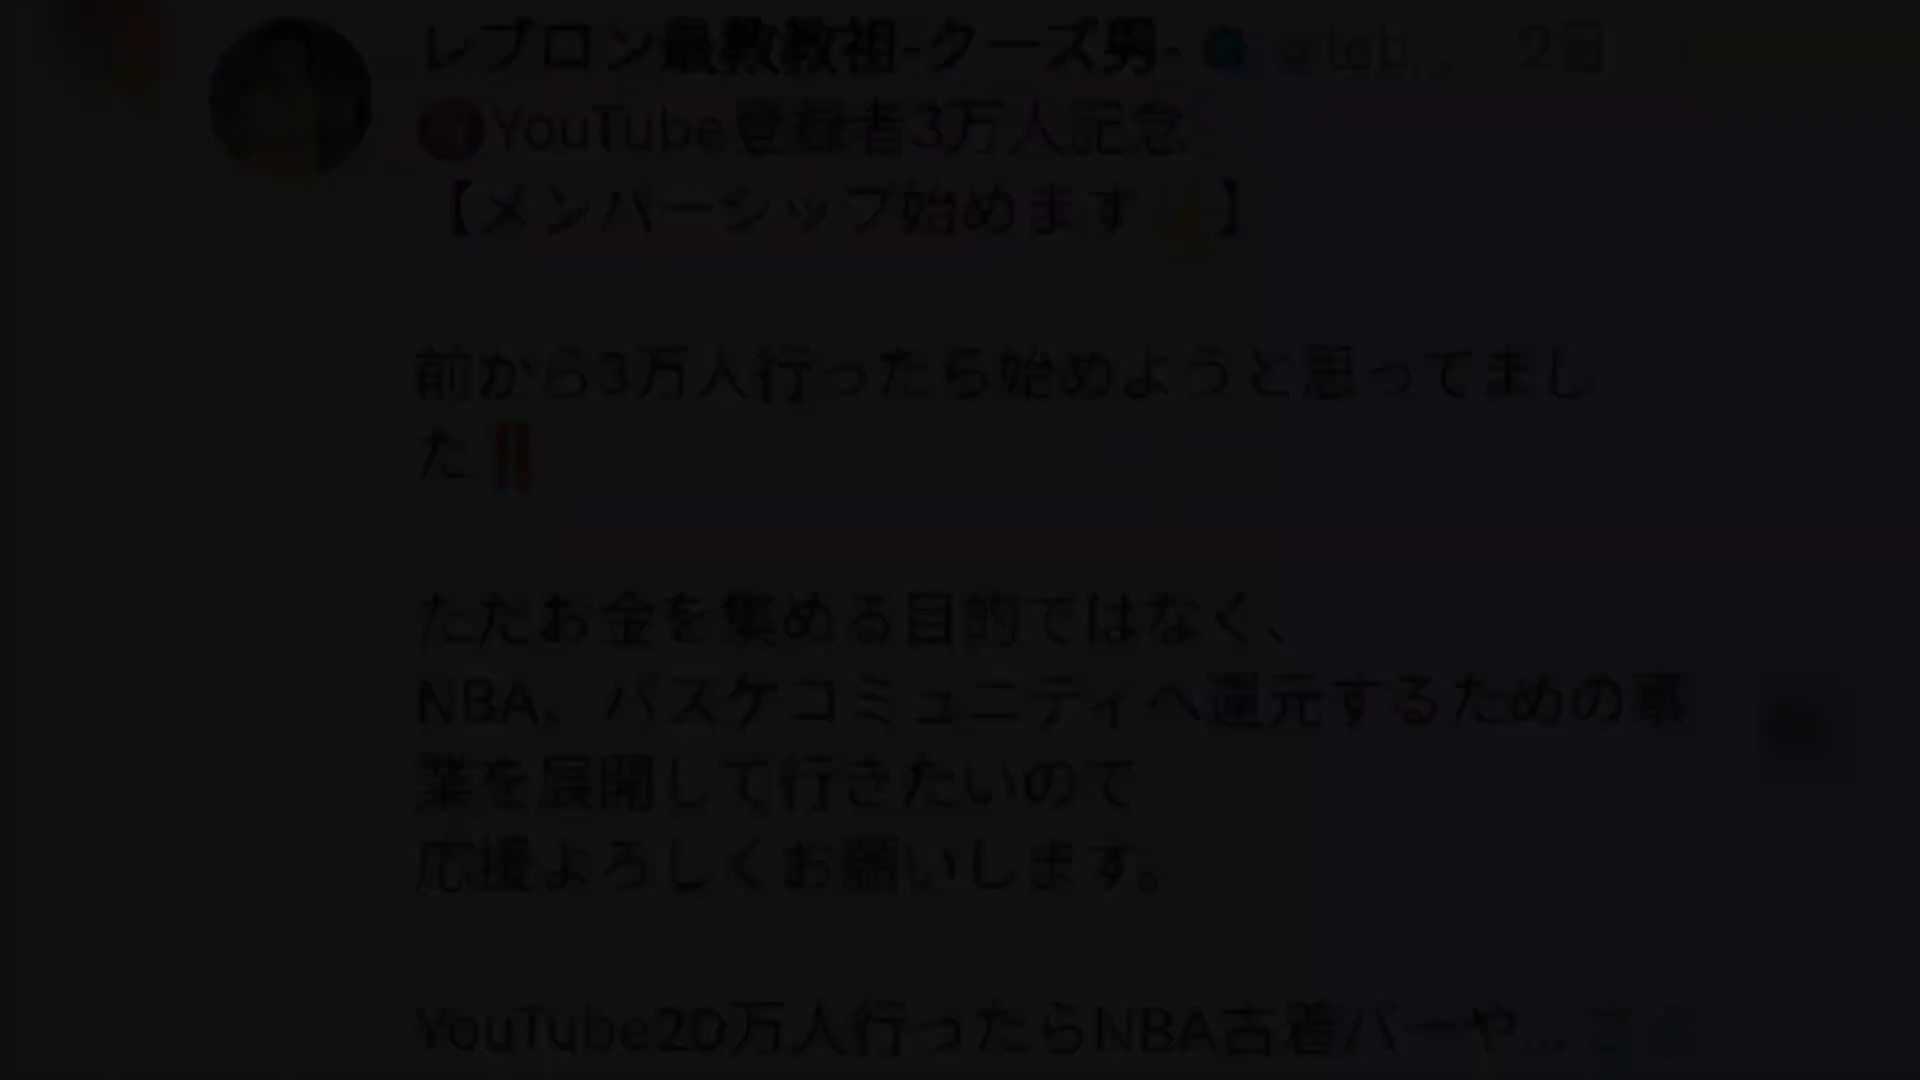 レブロン最教教祖-クーズ男- @leb... 2日
YouTube登録者3万人記念
【メンバーシップ始めます】
前から3万人行ったら始めようと思ってまし
た‼
ただお金を集める目的ではなく、
NBA、バスケコミュニティへ還元するための事
業を展開して行きたいので
応援よろしくお願いします。
YouTube20万人行ったらNBA古着バーや...